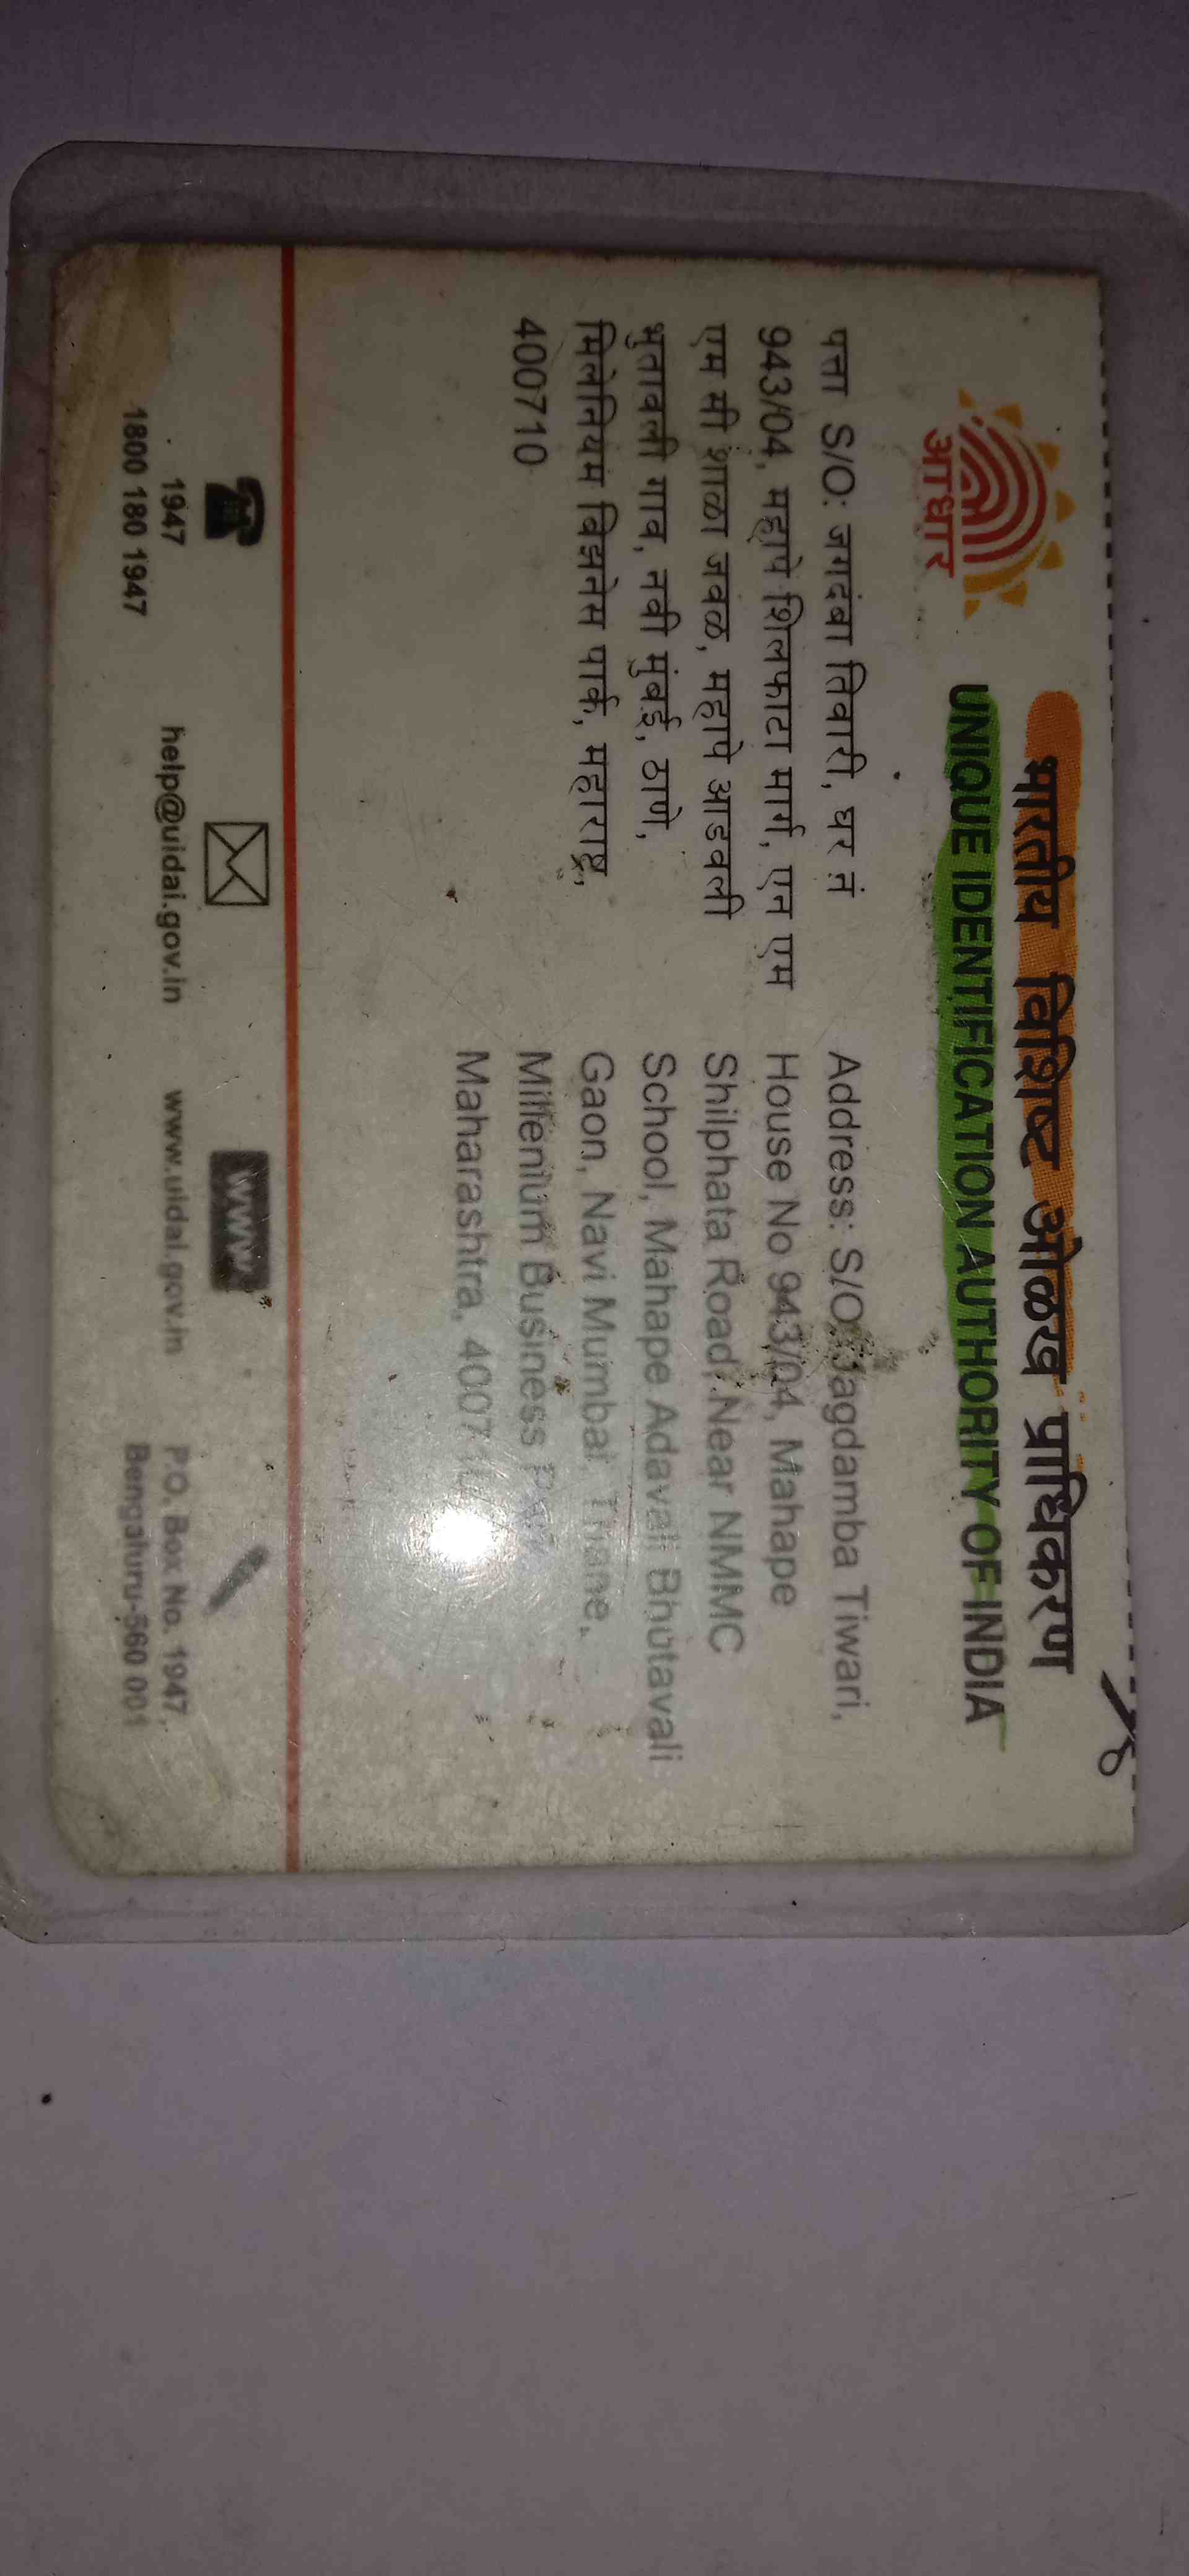 भारतीय विशिष्ट ओळख प्राधिकरण
UNIQUE IDENTIFICATION AUTHORITY OF INDIA
आधार
पत्ता S/O: जगदंबा तिवारी, घर नं
943/04, महापे शिलफाटा मार्ग, एन एम
एम सी शाळा जवळ, महापे आडवली
भुतावली गाव, नवी मुंबई, ठाणे,
मिलेनियम बिझनेस पार्क, महाराष्ट्र,
400710
Address: S/O: Jagdamba Tiwari,
House No 943/04, Mahape
Shilphata Road, Near NMMC
School, Mahape Adavali Bhutavali
Gaon, Navi Mumbai, Thane,
Millenium Business
Maharashtra,
1947
1800 180 1947
help@uidai.gov.in
www
www.uidai.gov.in
P.O. Box No. 1947,
Bengaluru-560 001